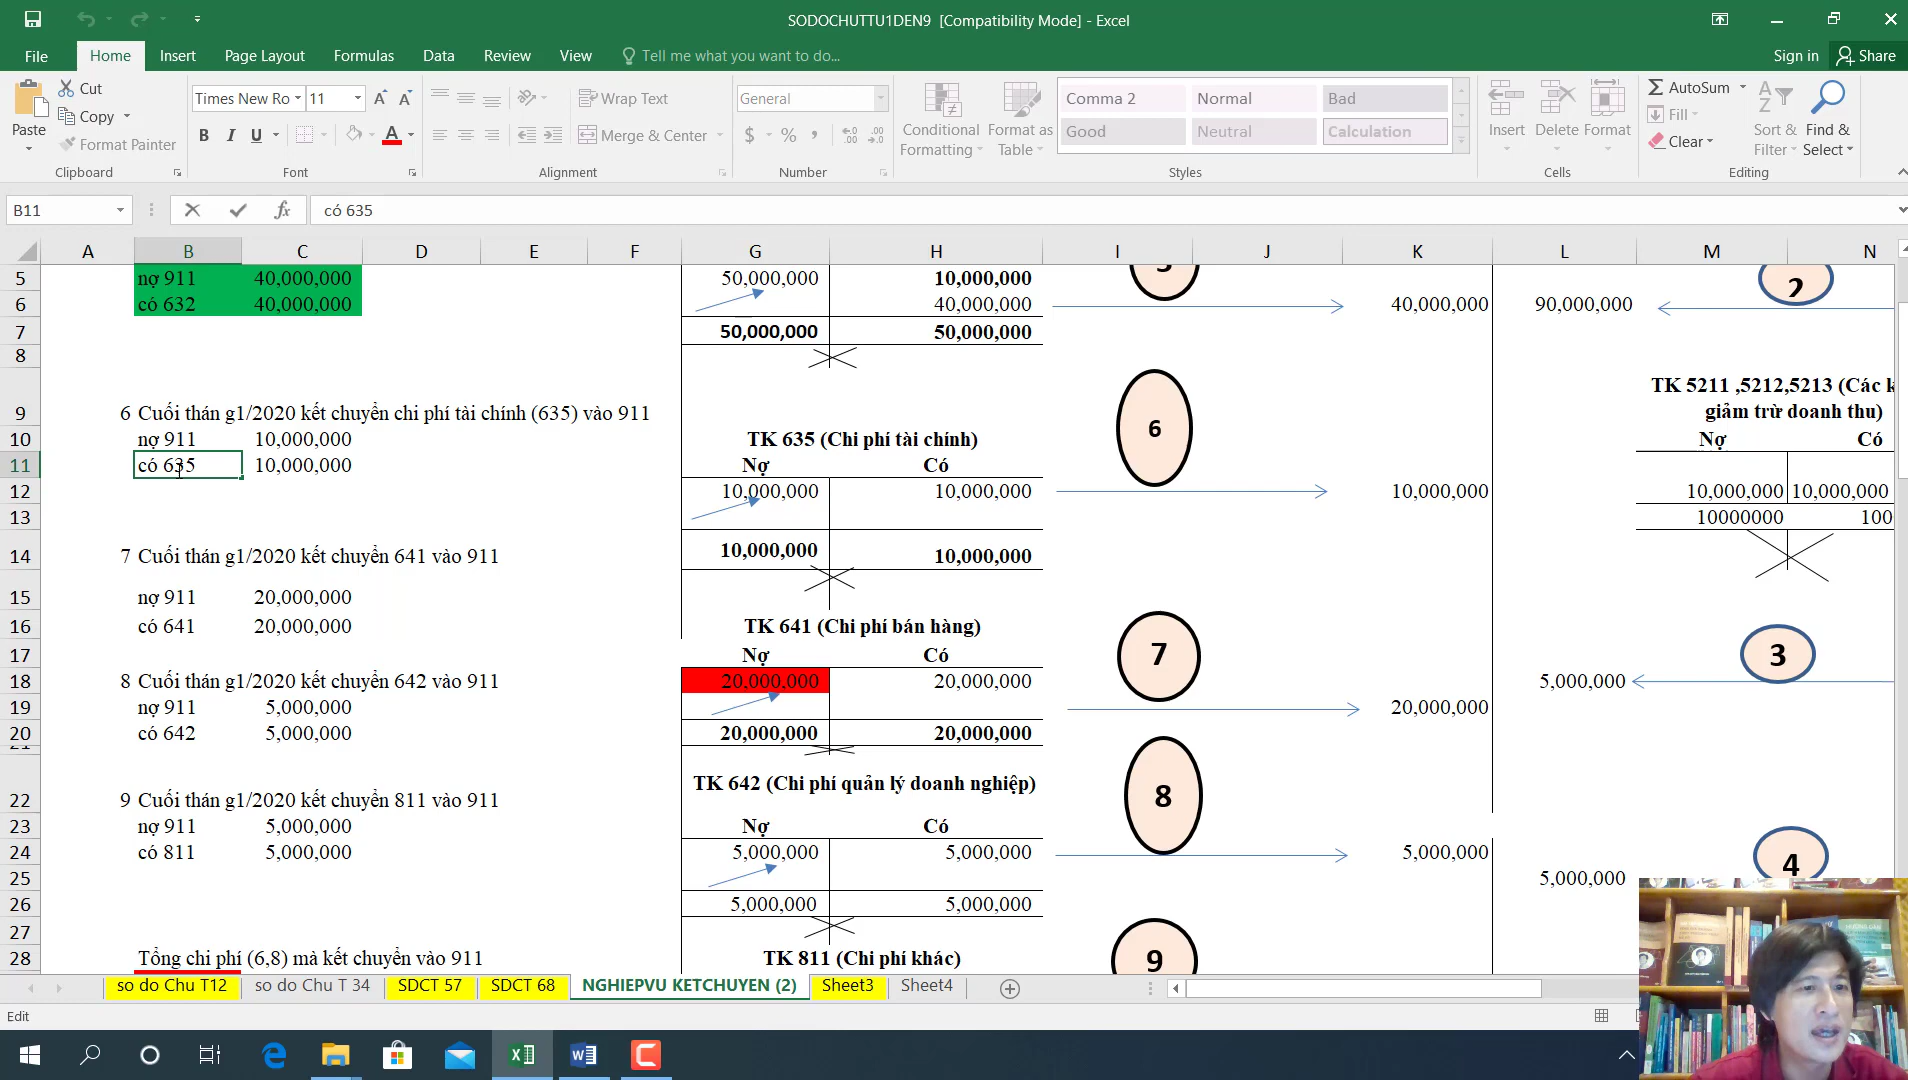 SODOCHUTTU1DEN9 [Compatibility Mode] - Excel
File Home Insert Page Layout Formulas Data Review View Tell me what you want to do... Sign in Share
Paste Cut Copy Format Painter Clipboard
Times New Ro 11 B I U A Font
Wrap Text Merge & Center Alignment
General $ % , Number
Conditional Formatting Format as Table
Comma 2 Normal Bad
Good Neutral Calculation
Styles
Insert Delete Format Cells
AutoSum Fill Clear Sort & Filter Find & Select Editing
B11 fx có 635
A B C D E F G H I J K L M N
5 nợ 911 40,000,000 50,000,000 10,000,000 2
6 có 632 40,000,000 40,000,000 40,000,000 90,000,000
7 50,000,000 50,000,000
8
TK 5211 ,5212,5213 (Các k
9 6 Cuối thán g1/2020 kết chuyển chi phí tài chính (635) vào 911 6 giảm trừ doanh thu)
10 nợ 911 10,000,000 TK 635 (Chi phí tài chính) Nợ Có
11 có 635 10,000,000 Nợ Có
12 10,000,000 10,000,000 10,000,000 10,000,000 10,000,000
13 10000000 100
14 7 Cuối thán g1/2020 kết chuyển 641 vào 911 10,000,000 10,000,000
15 nợ 911 20,000,000
16 có 641 20,000,000 TK 641 (Chi phí bán hàng)
17 Nợ Có 7 3
18 8 Cuối thán g1/2020 kết chuyển 642 vào 911 20,000,000 20,000,000 5,000,000
19 nợ 911 5,000,000 20,000,000
20 có 642 5,000,000 20,000,000 20,000,000
22 9 Cuối thán g1/2020 kết chuyển 811 vào 911 TK 642 (Chi phí quản lý doanh nghiệp) 8
23 nợ 911 5,000,000 Nợ Có
24 có 811 5,000,000 5,000,000 5,000,000 5,000,000 4
25 5,000,000
26 5,000,000 5,000,000
27
28 Tổng chi phí (6,8) mà kết chuyển vào 911 TK 811 (Chi phí khác) 9
so do Chu T12 so do Chu T 34 SDCT 57 SDCT 68 NGHIEPVU KETCHUYEN (2) Sheet3 Sheet4
Edit